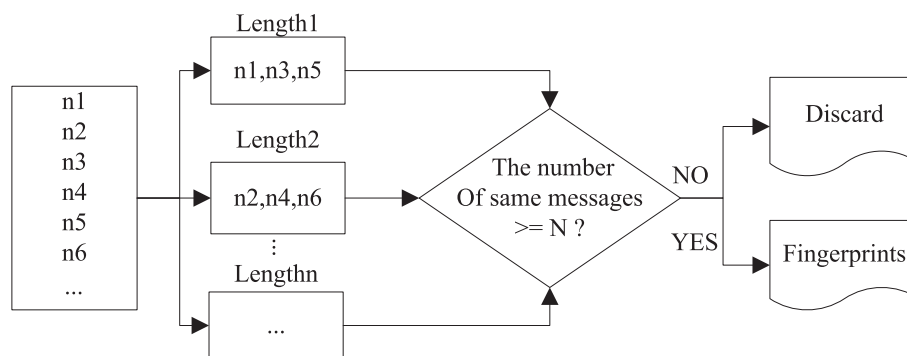 n1
n2
n3
n4
n5
n6
...
Length1
n1,n3,n5
Length2
n2,n4,n6
⋮
Lengthn
...
The number
Of same messages
>= N ?
NO
YES
Discard
Fingerprints